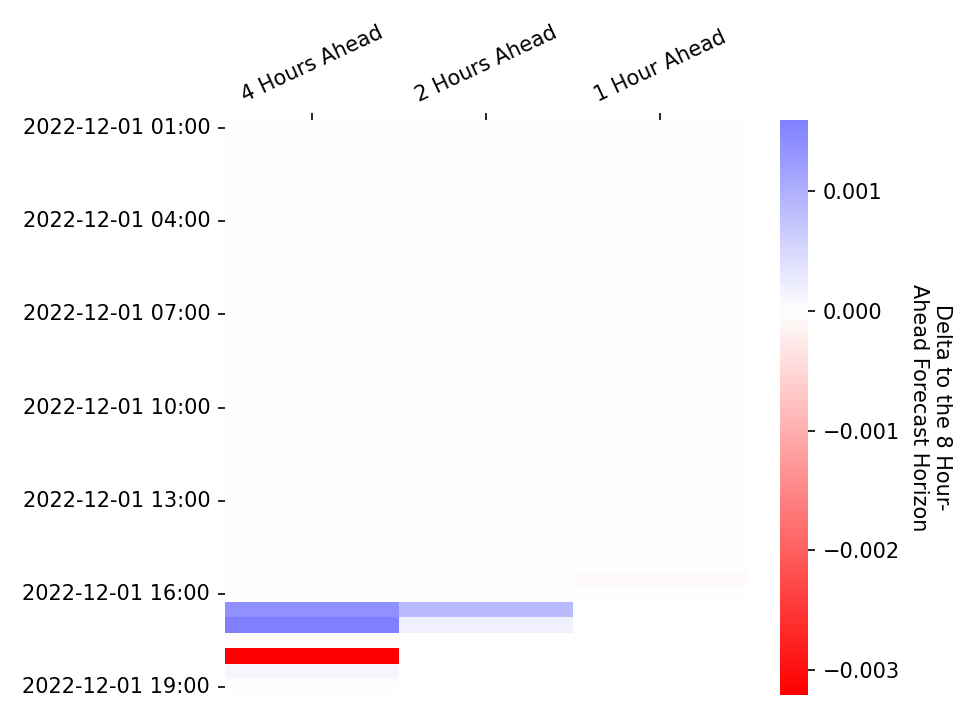 4 Hours Ahead
2 Hours Ahead
1 Hour Ahead
2022-12-01 01:00
2022-12-01 04:00
2022-12-01 07:00
2022-12-01 10:00
2022-12-01 13:00
2022-12-01 16:00
2022-12-01 19:00
0.001
0.000
−0.001
−0.002
−0.003
Delta to the 8 Hour-
Ahead Forecast Horizon